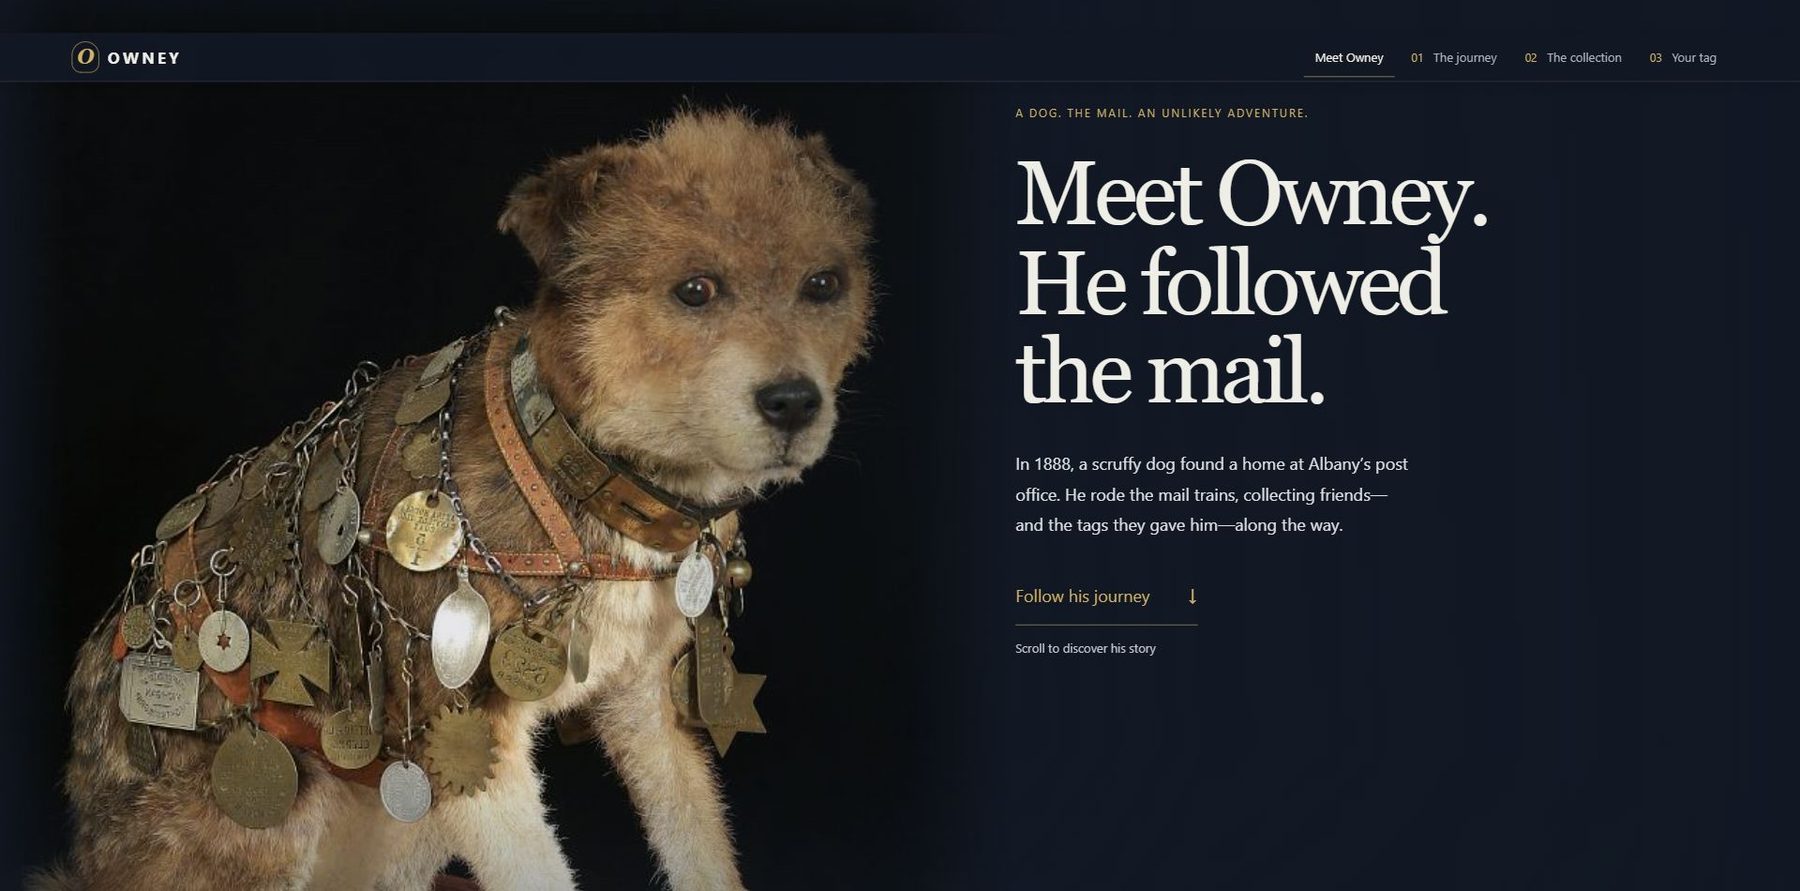 O OWNEY
Meet Owney
01 The journey
02 The collection
03 Your tag
A DOG. THE MAIL. AN UNLIKELY ADVENTURE.
Meet Owney.
He followed
the mail.
In 1888, a scruffy dog found a home at Albany’s post
office. He rode the mail trains, collecting friends—
and the tags they gave him—along the way.
Follow his journey ↓
Scroll to discover his story